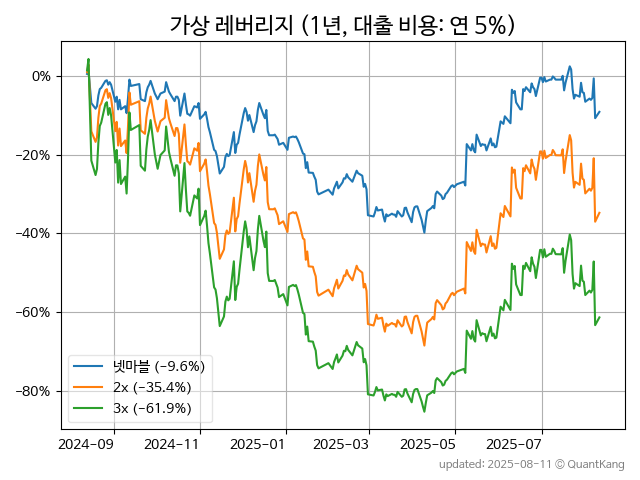 가상 레버리지 (1년, 대출 비용: 연 5%)
0%
−20%
−40%
−60%
−80%
넷마블 (−9.6%)
2x (−35.4%)
3x (−61.9%)
2024−09 2024−11 2025−01 2025−03 2025−05 2025−07
updated: 2025−08−11 © QuantKang